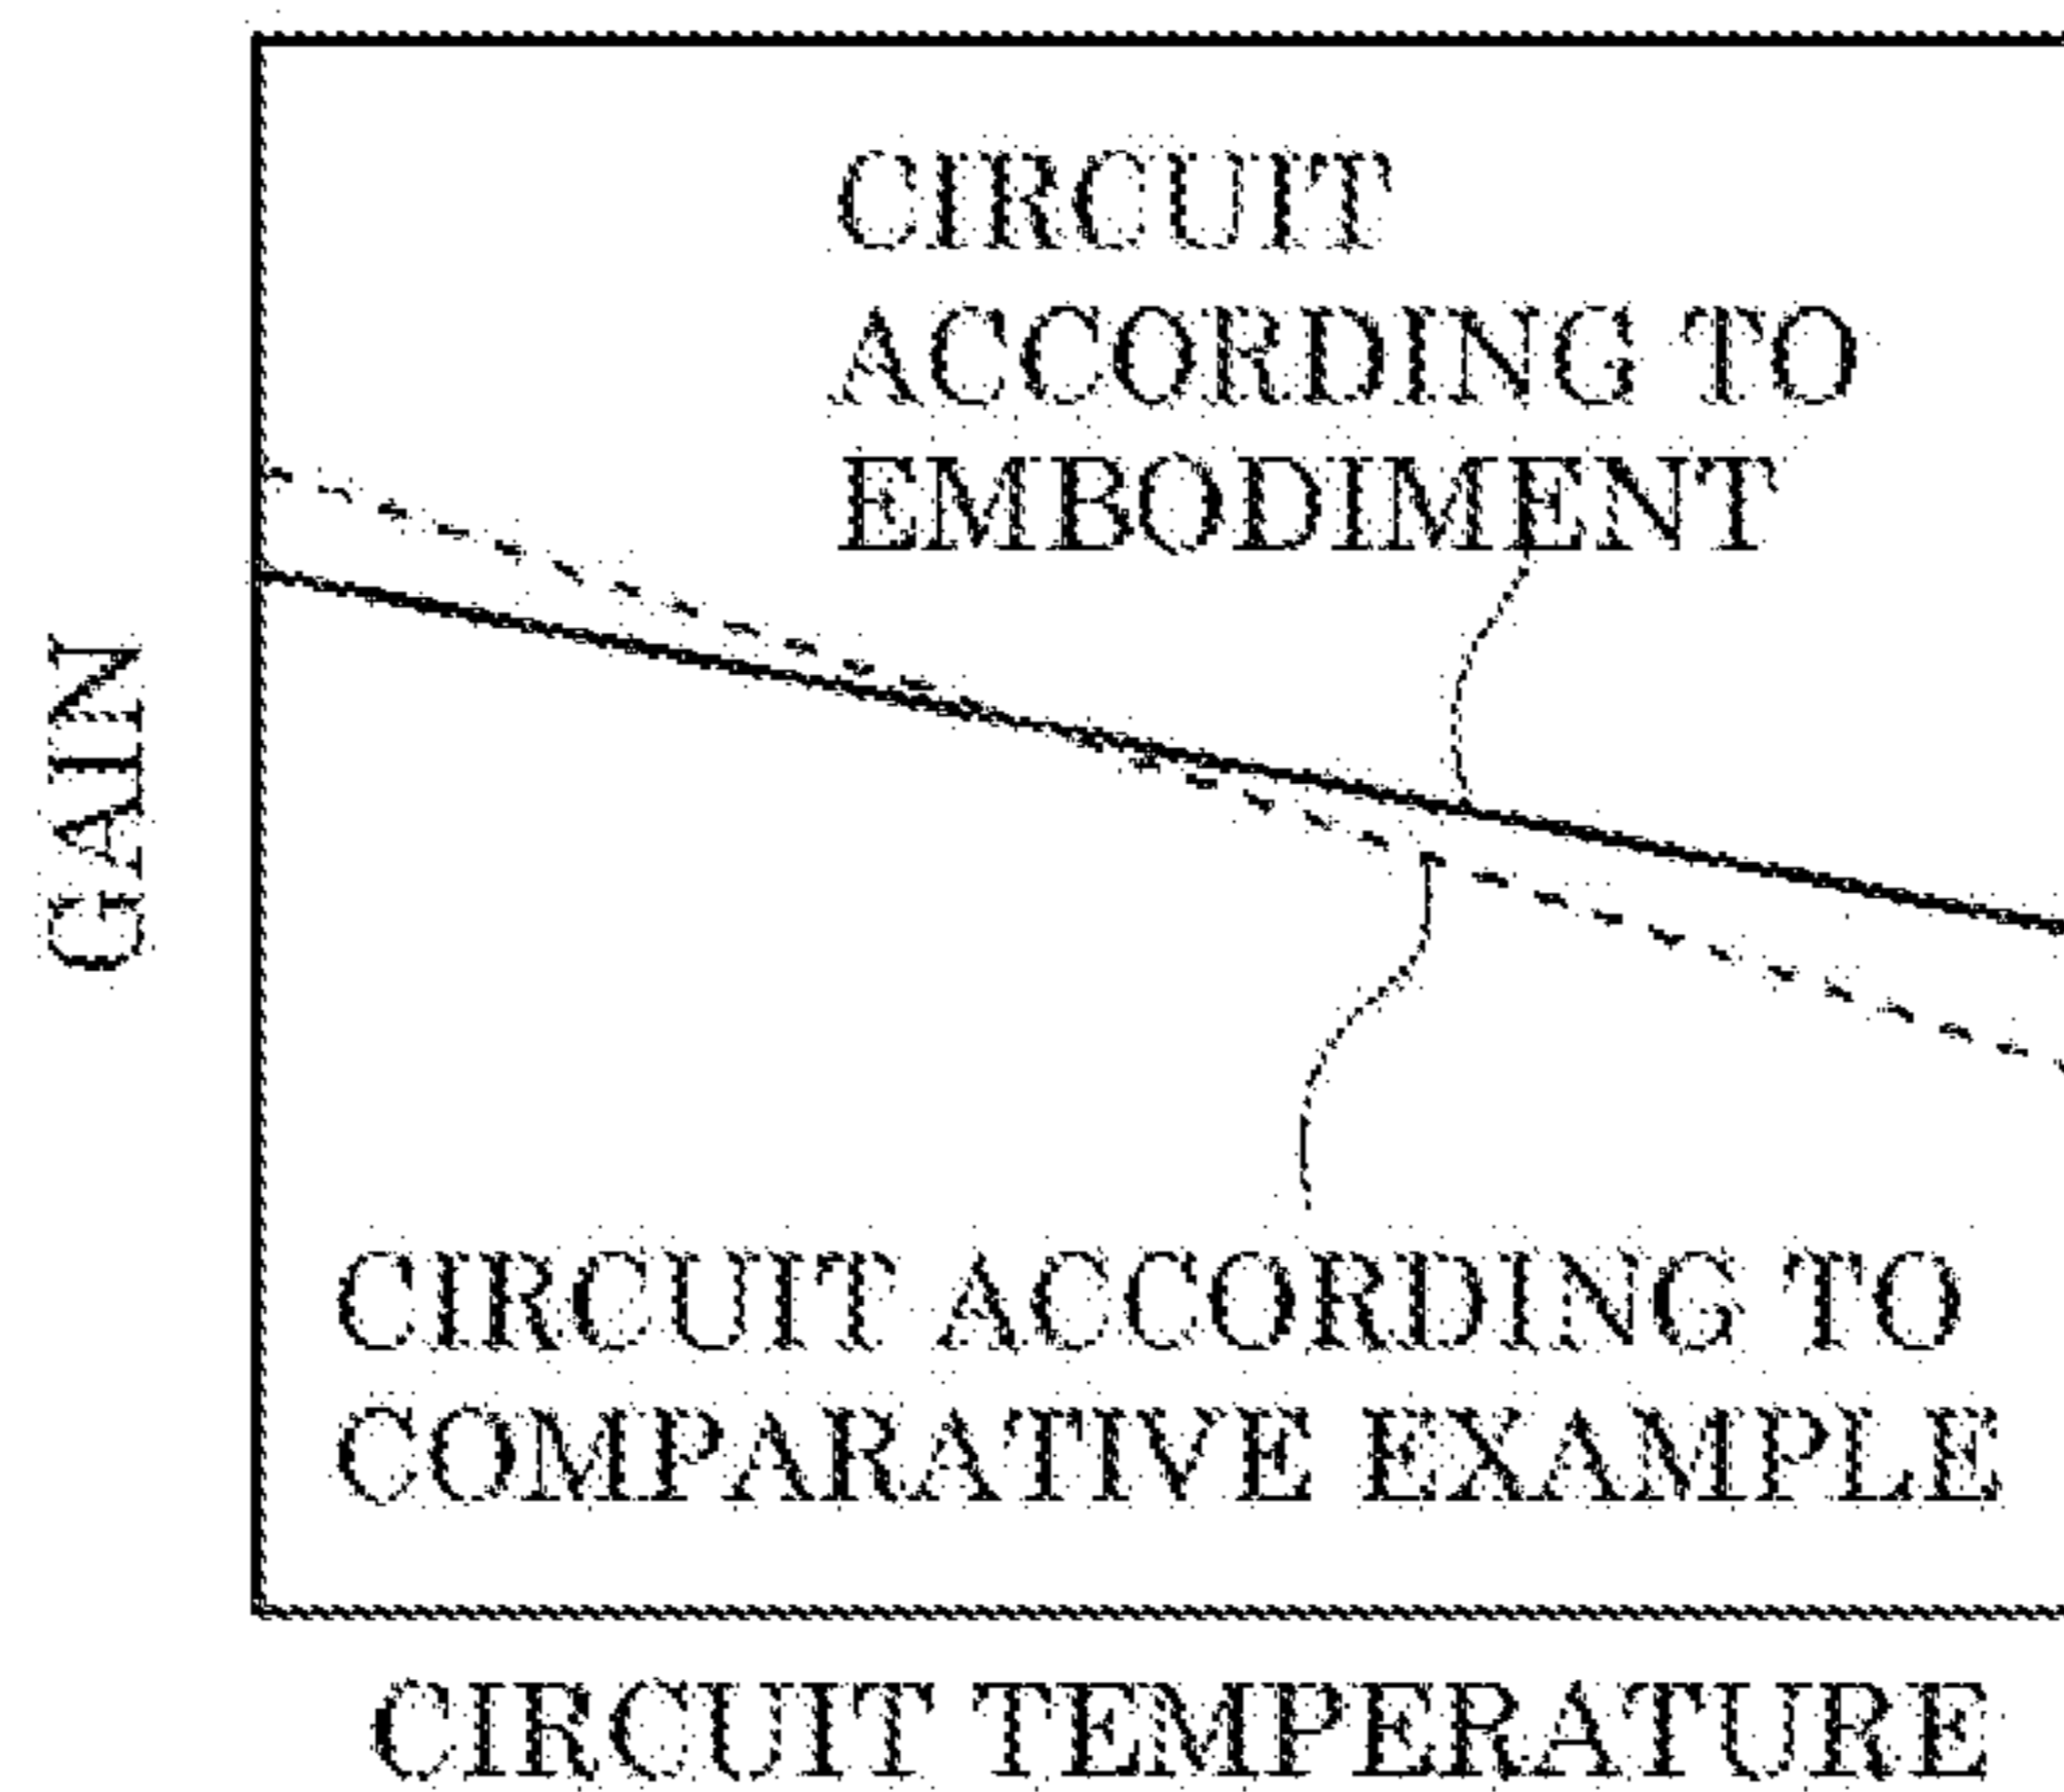 CIRCUIT
ACCORDING TO
EMBODIMENT
GAIN
CIRCUIT ACCORDING TO
COMPARATIVE EXAMPLE
CIRCUIT TEMPERATURE